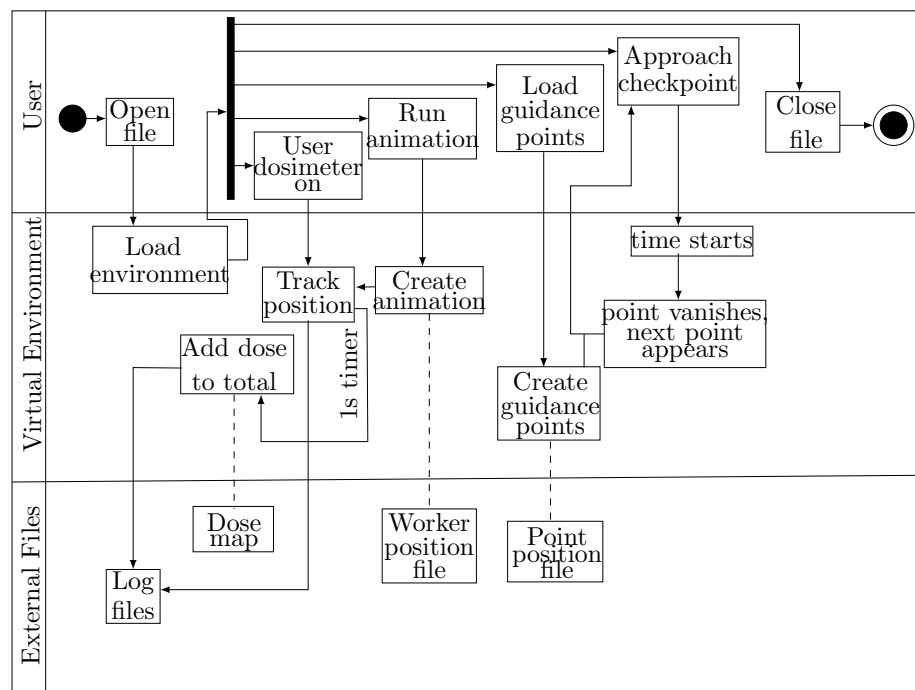 User
Open
file
User
dosimeter
on
Run
animation
Load
guidance
points
Approach
checkpoint
Close
file
Virtual Environment
Load
environment
Track
position
Create
animation
time starts
point vanishes,
next point
appears
Add dose
to total
1s timer
Create
guidance
points
External Files
Dose
map
Worker
position
file
Point
position
file
Log
files